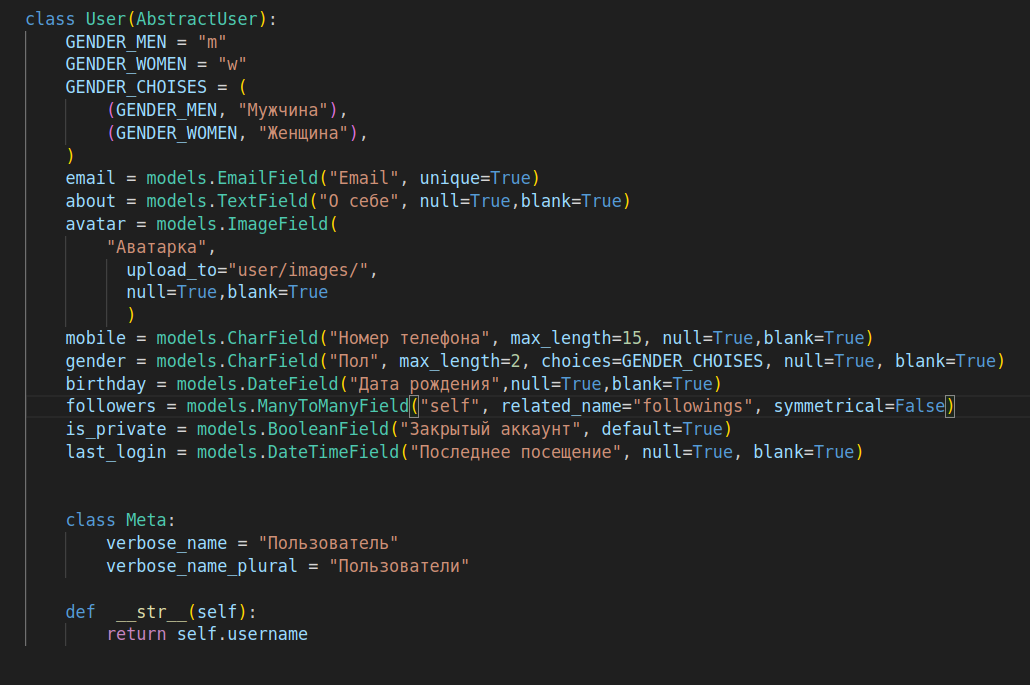 class User(AbstractUser):
    GENDER_MEN = "m"
    GENDER_WOMEN = "w"
    GENDER_CHOISES = (
        (GENDER_MEN, "Мужчина"),
        (GENDER_WOMEN, "Женщина"),
    )
    email = models.EmailField("Email", unique=True)
    about = models.TextField("О себе", null=True,blank=True)
    avatar = models.ImageField(
        "Аватарка",
          upload_to="user/images/",
          null=True,blank=True
          )
    mobile = models.CharField("Номер телефона", max_length=15, null=True,blank=True)
    gender = models.CharField("Пол", max_length=2, choices=GENDER_CHOISES, null=True, blank=True)
    birthday = models.DateField("Дата рождения",null=True,blank=True)
    followers = models.ManyToManyField("self", related_name="followings", symmetrical=False)
    is_private = models.BooleanField("Закрытый аккаунт", default=True)
    last_login = models.DateTimeField("Последнее посещение", null=True, blank=True)
    class Meta:
        verbose_name = "Пользователь"
        verbose_name_plural = "Пользователи"
    def  __str__(self):
        return self.username